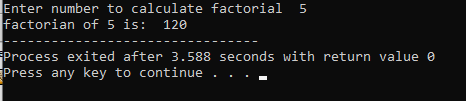 Enter number to calculate factorial  5
factorian of 5 is:  120
--------------------------------
Process exited after 3.588 seconds with return value 0
Press any key to continue . . .